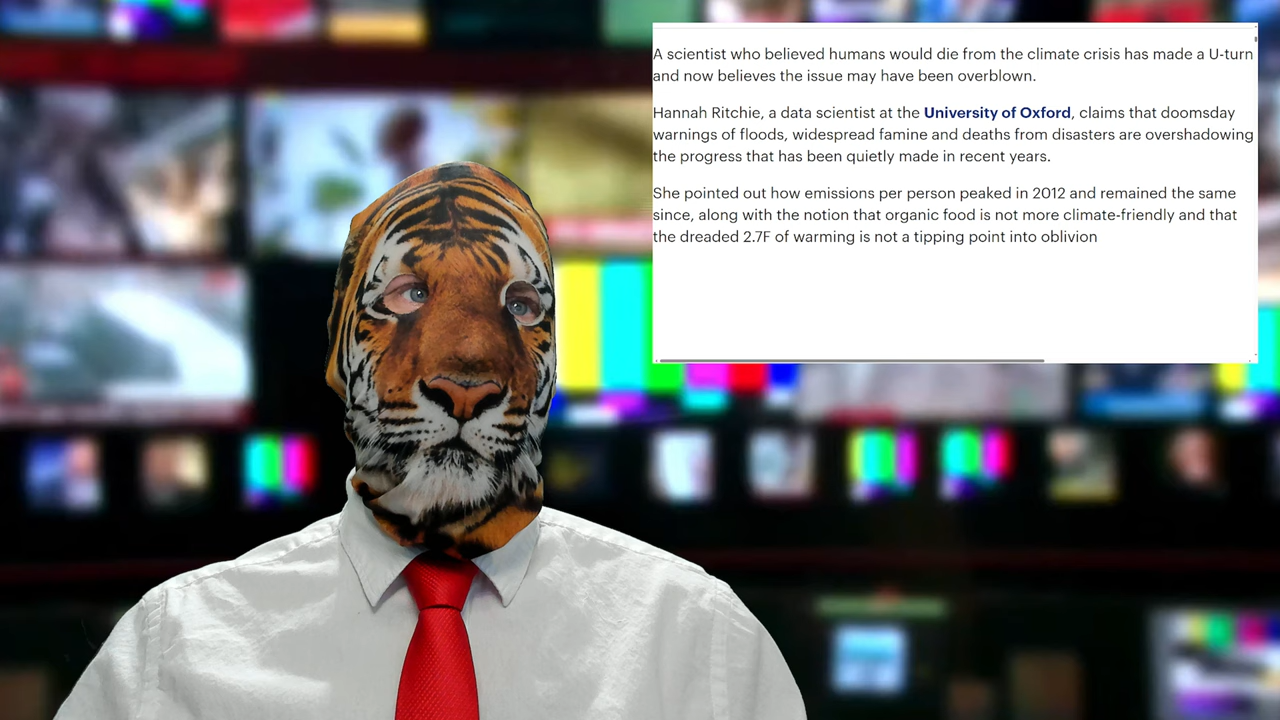 A scientist who believed humans would die from the climate crisis has made a U-turn
and now believes the issue may have been overblown.
Hannah Ritchie, a data scientist at the University of Oxford, claims that doomsday
warnings of floods, widespread famine and deaths from disasters are overshadowing
the progress that has been quietly made in recent years.
She pointed out how emissions per person peaked in 2012 and remained the same
since, along with the notion that organic food is not more climate-friendly and that
the dreaded 2.7F of warming is not a tipping point into oblivion